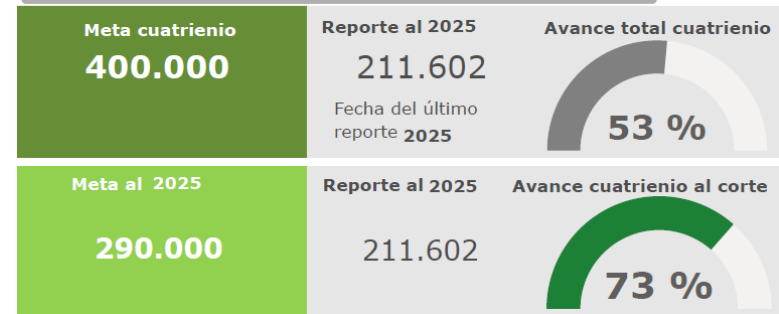 Meta cuatrienio
400.000
Reporte al 2025
211.602
Fecha del último
reporte 2025
Avance total cuatrienio
53 %
Meta al 2025
290.000
Reporte al 2025
211.602
Avance cuatrienio al corte
73 %